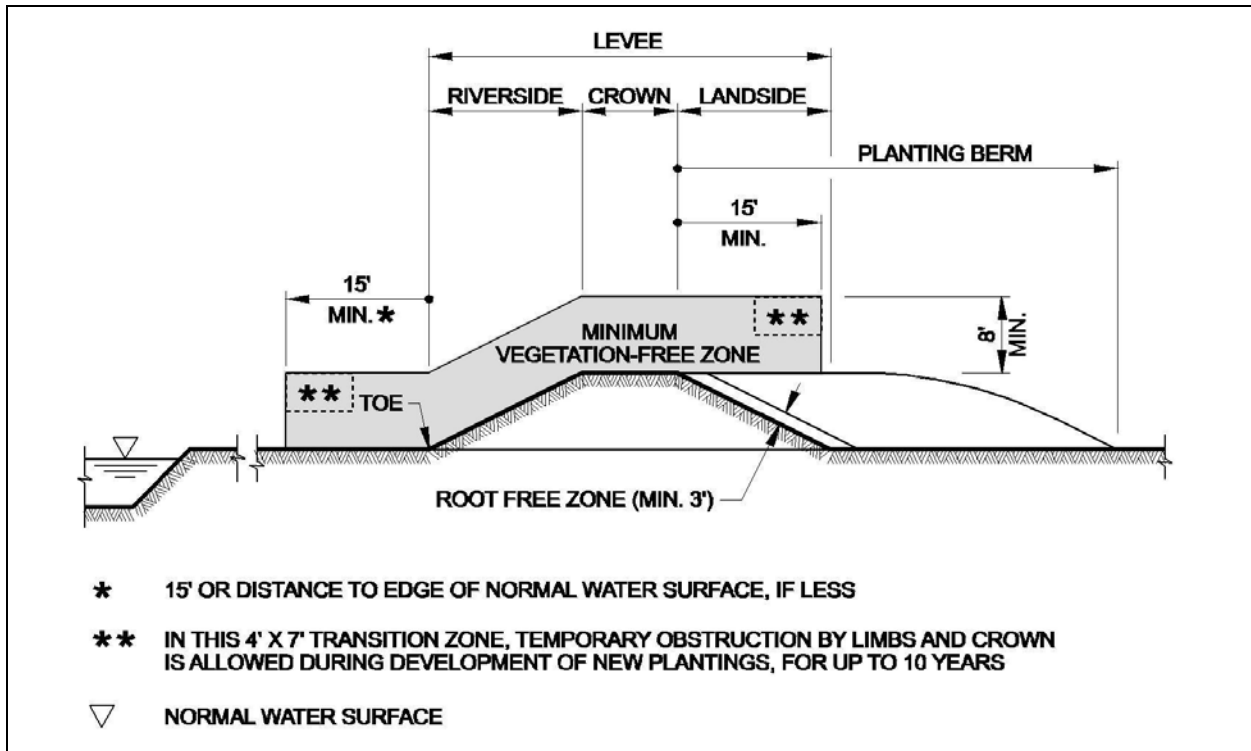 LEVEE
RIVERSIDE
CROWN
LANDSIDE
PLANTING BERM
15'
MIN.
15'
MIN. *
8'
MIN.
MINIMUM
VEGETATION-FREE ZONE
**
**
TOE
ROOT FREE ZONE (MIN. 3')
* 15' OR DISTANCE TO EDGE OF NORMAL WATER SURFACE, IF LESS
** IN THIS 4' X 7' TRANSITION ZONE, TEMPORARY OBSTRUCTION BY LIMBS AND CROWN
IS ALLOWED DURING DEVELOPMENT OF NEW PLANTINGS, FOR UP TO 10 YEARS
NORMAL WATER SURFACE